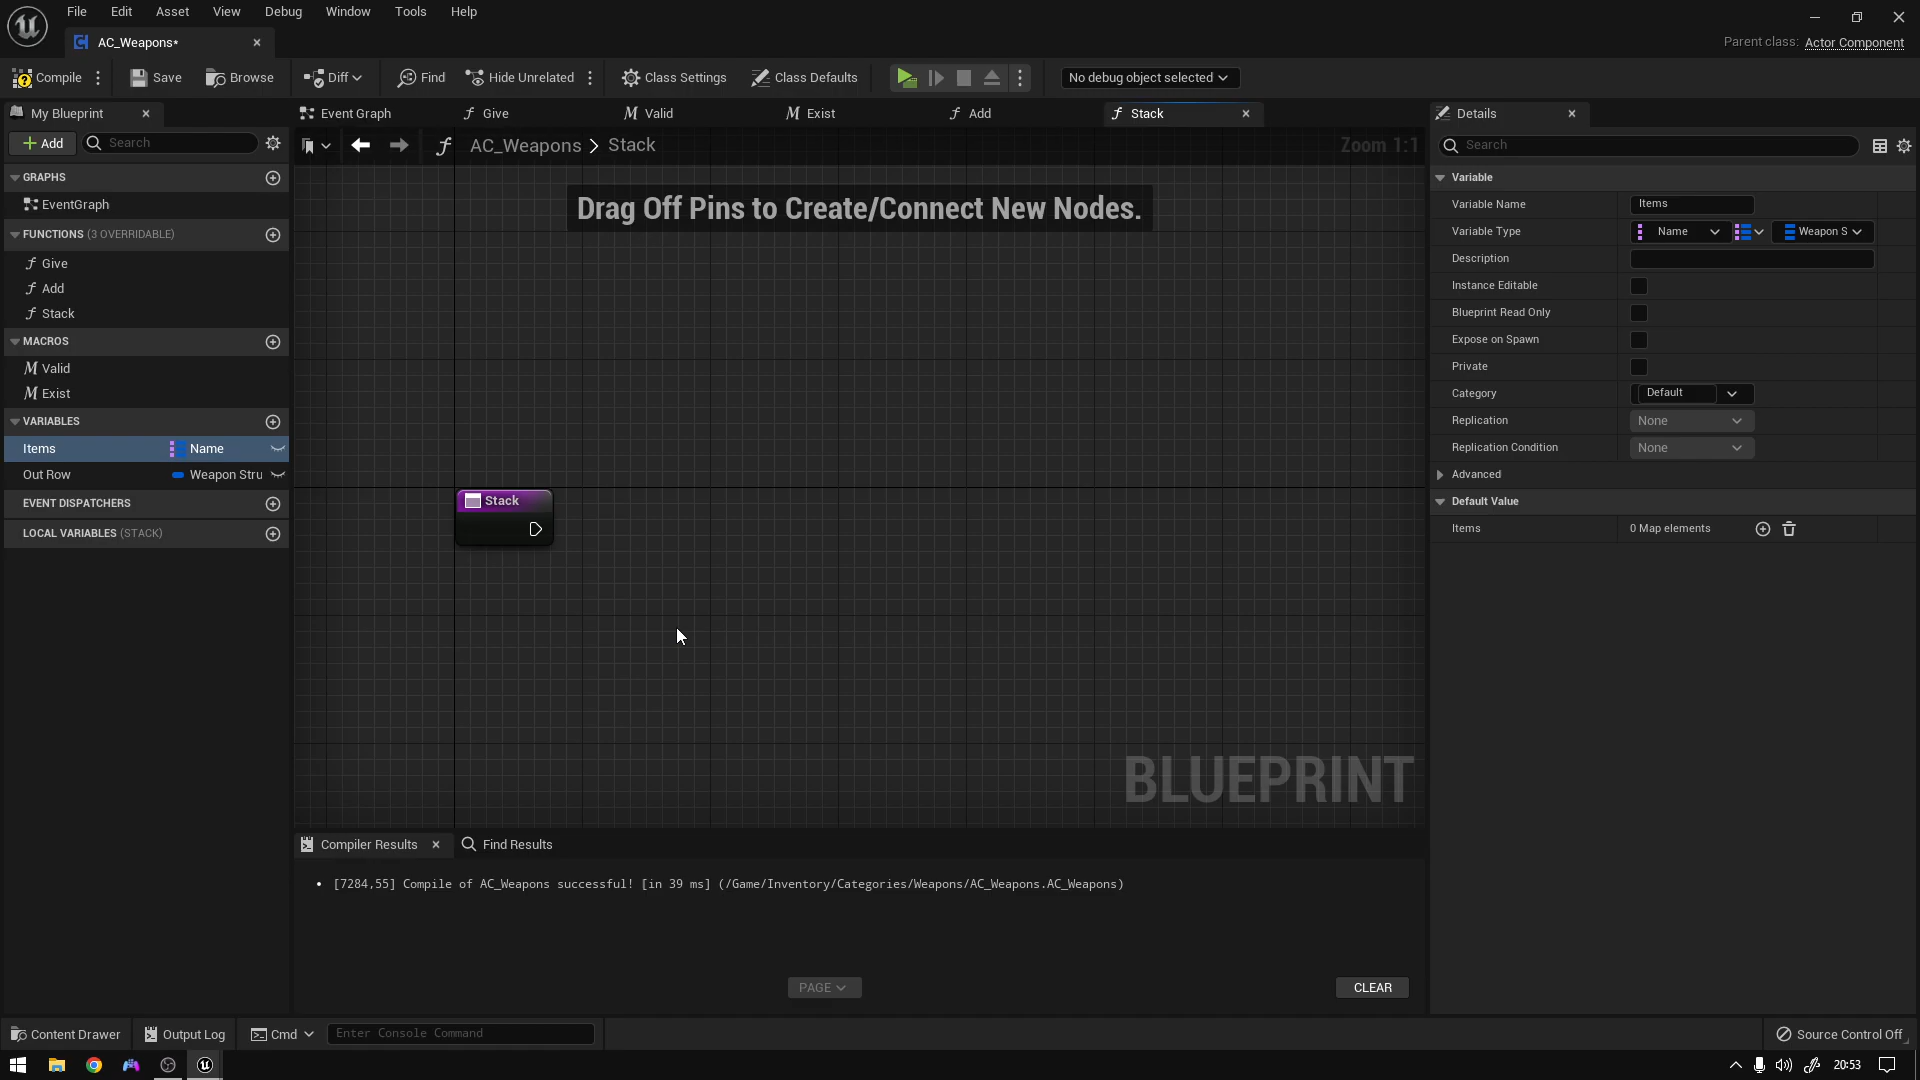 File Edit Asset View Debug Window Tools Help
AC_Weapons*
Parent class: Actor Component
Compile Save Browse Diff Find Hide Unrelated Class Settings Class Defaults No debug object selected
My Blueprint Event Graph Give Valid Exist Add Stack Details
Add Search
AC_Weapons > Stack Zoom 1:1
Search
Drag Off Pins to Create/Connect New Nodes.
GRAPHS
EventGraph
FUNCTIONS (3 OVERRIDABLE)
Give
Add
Stack
MACROS
Valid
Exist
VARIABLES
Items Name
Out Row Weapon Stru
EVENT DISPATCHERS
LOCAL VARIABLES (STACK)
Stack
BLUEPRINT
Variable
Variable Name Items
Variable Type Name Weapon S
Description
Instance Editable
Blueprint Read Only
Expose on Spawn
Private
Category Default
Replication None
Replication Condition None
Advanced
Default Value
Items 0 Map elements
Compiler Results Find Results
• [7284,55] Compile of AC_Weapons successful! [in 39 ms] (/Game/Inventory/Categories/Weapons/AC_Weapons.AC_Weapons)
PAGE CLEAR
Content Drawer Output Log Cmd Enter Console Command Source Control Off
20:53